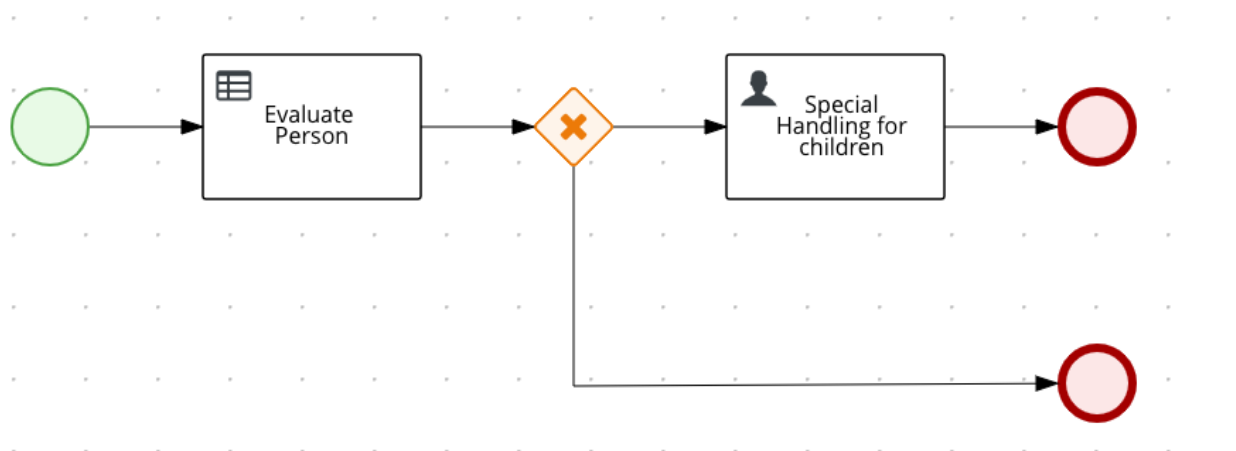 Evaluate
Person
Special
Handling for
children